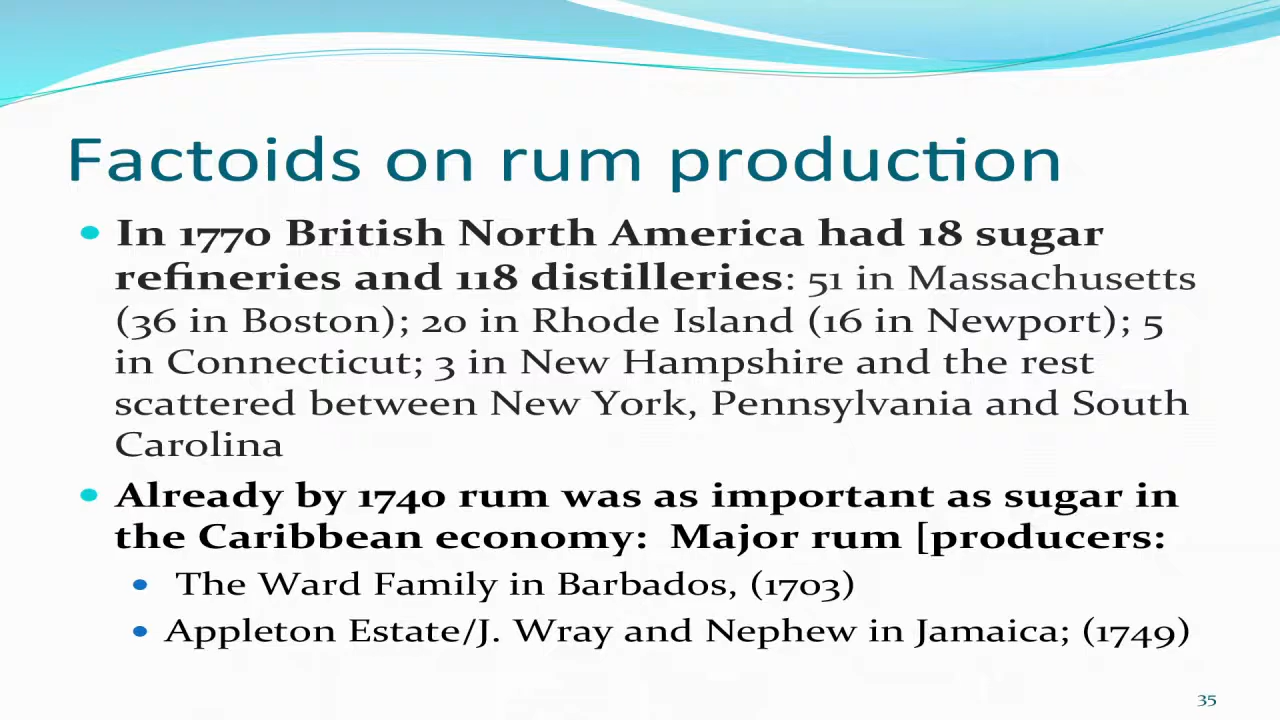 Factoids on rum production
• In 1770 British North America had 18 sugar
refineries and 118 distilleries: 51 in Massachusetts
(36 in Boston); 20 in Rhode Island (16 in Newport); 5
in Connecticut; 3 in New Hampshire and the rest
scattered between New York, Pennsylvania and South
Carolina
• Already by 1740 rum was as important as sugar in
the Caribbean economy: Major rum [producers:
• The Ward Family in Barbados, (1703)
• Appleton Estate/J. Wray and Nephew in Jamaica; (1749)
35